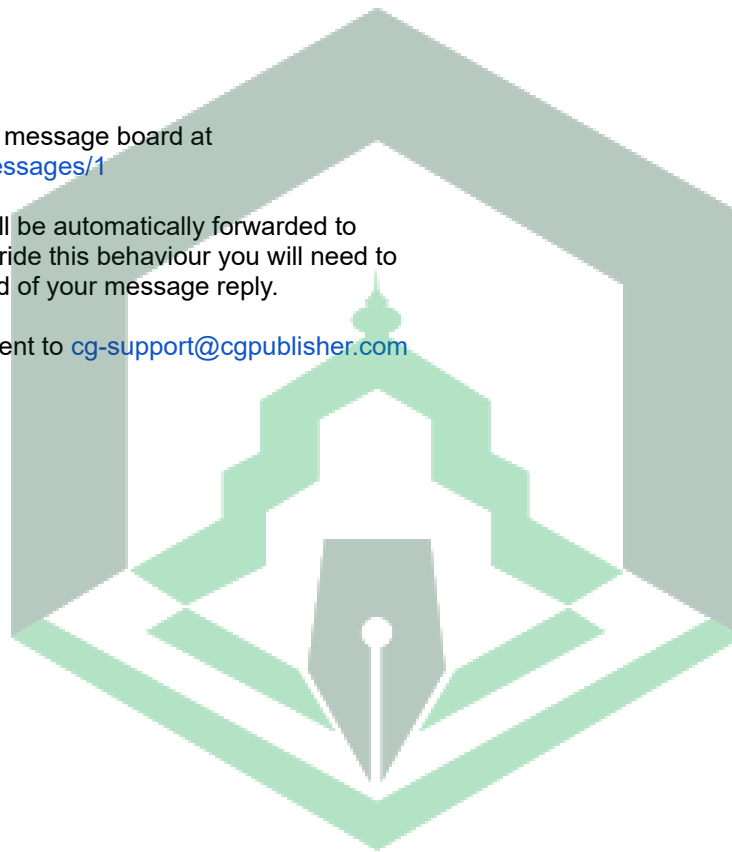 message board at
essages/1
ll be automatically forwarded to
ride this behaviour you will need to
d of your message reply.
ent to cg-support@cgpublisher.com